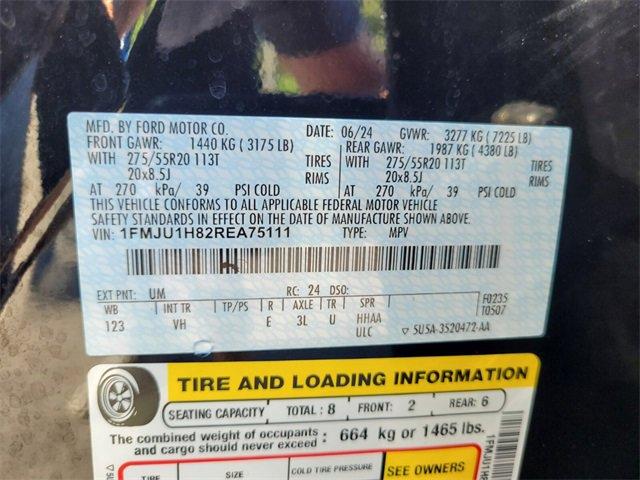 MFD. BY FORD MOTOR CO. DATE: 06/24 GVWR: 3277 KG ( 7225 LB)
FRONT GAWR: 1440 KG ( 3175 LB) REAR GAWR: 1987 KG ( 4380 LB)
WITH 275/55R20 113T TIRES WITH 275/55R20 113T TIRES
20x8.5J RIMS 20x8.5J RIMS
AT 270 kPa/ 39 PSI COLD AT 270 kPa/ 39 PSI COLD
THIS VEHICLE CONFORMS TO ALL APPLICABLE FEDERAL MOTOR VEHICLE
SAFETY STANDARDS IN EFFECT ON THE DATE OF MANUFACTURE SHOWN ABOVE.
VIN: 1FMJU1H82REA75111 TYPE: MPV
EXT PNT: UM RC: 24 DSO:
WB INT TR TP/PS R AXLE TR SPR F0235
123 VH E 3L U HHAA T0507
ULC ▽ 5U5A-3520472-AA
TIRE AND LOADING INFORMATION
SEATING CAPACITY TOTAL : 8 FRONT: 2 REAR: 6
The combined weight of occupants
and cargo should never exceed : 664 kg or 1465 lbs.
TIRE SIZE COLD TIRE PRESSURE SEE OWNERS